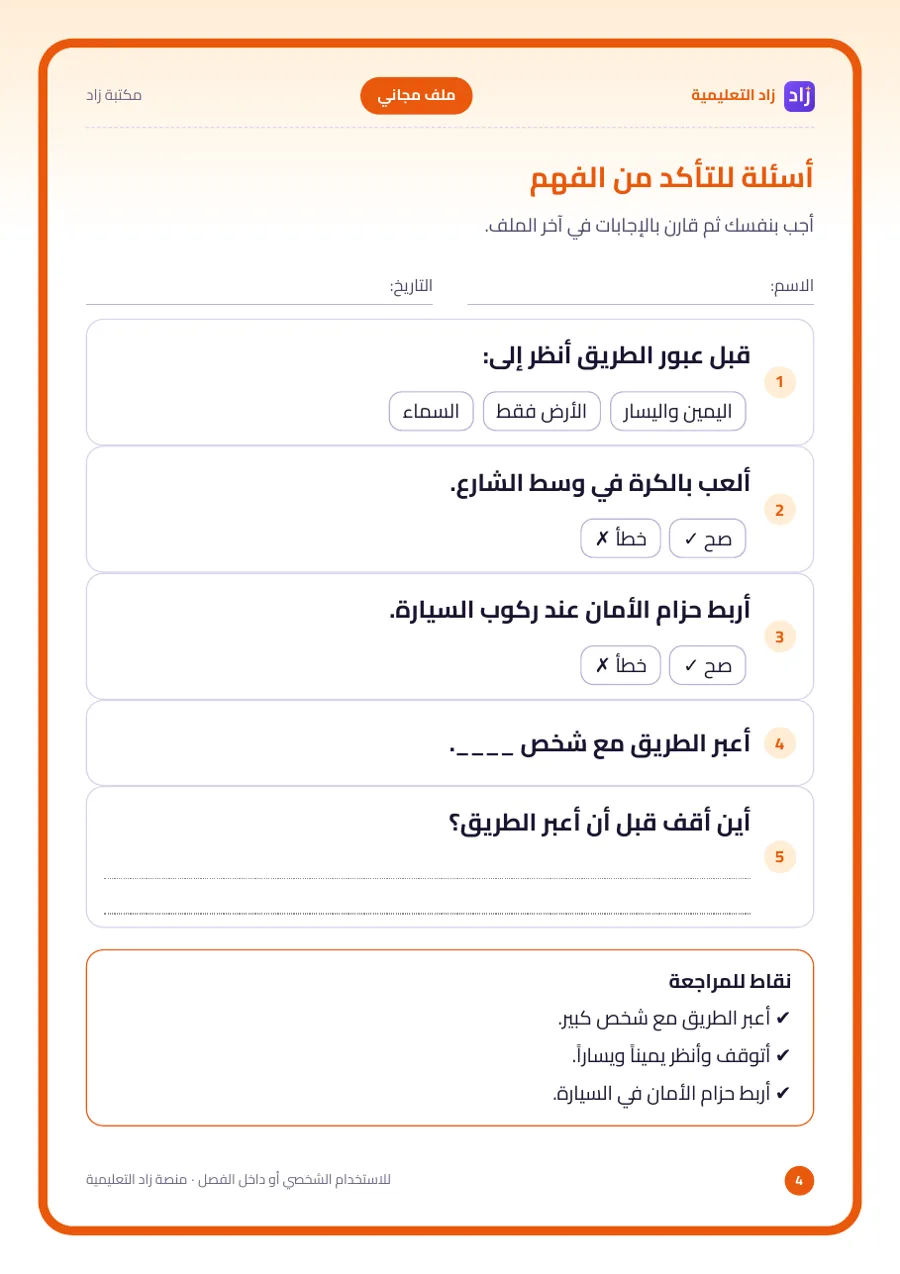 زاد
زاد التعليمية
ملف مجاني
مكتبة زاد
أسئلة للتأكد من الفهم
أجب بنفسك ثم قارن بالإجابات في آخر الملف.
الاسم:
التاريخ:
1
قبل عبور الطريق أنظر إلى:
اليمين واليسار
الأرض فقط
السماء
2
ألعب بالكرة في وسط الشارع.
صح ✓
خطأ ✗
3
أربط حزام الأمان عند ركوب السيارة.
صح ✓
خطأ ✗
4
أعبر الطريق مع شخص ____.
5
أين أقف قبل أن أعبر الطريق؟
نقاط للمراجعة
✔ أعبر الطريق مع شخص كبير.
✔ أتوقف وأنظر يميناً ويساراً.
✔ أربط حزام الأمان في السيارة.
4
للاستخدام الشخصي أو داخل الفصل · منصة زاد التعليمية